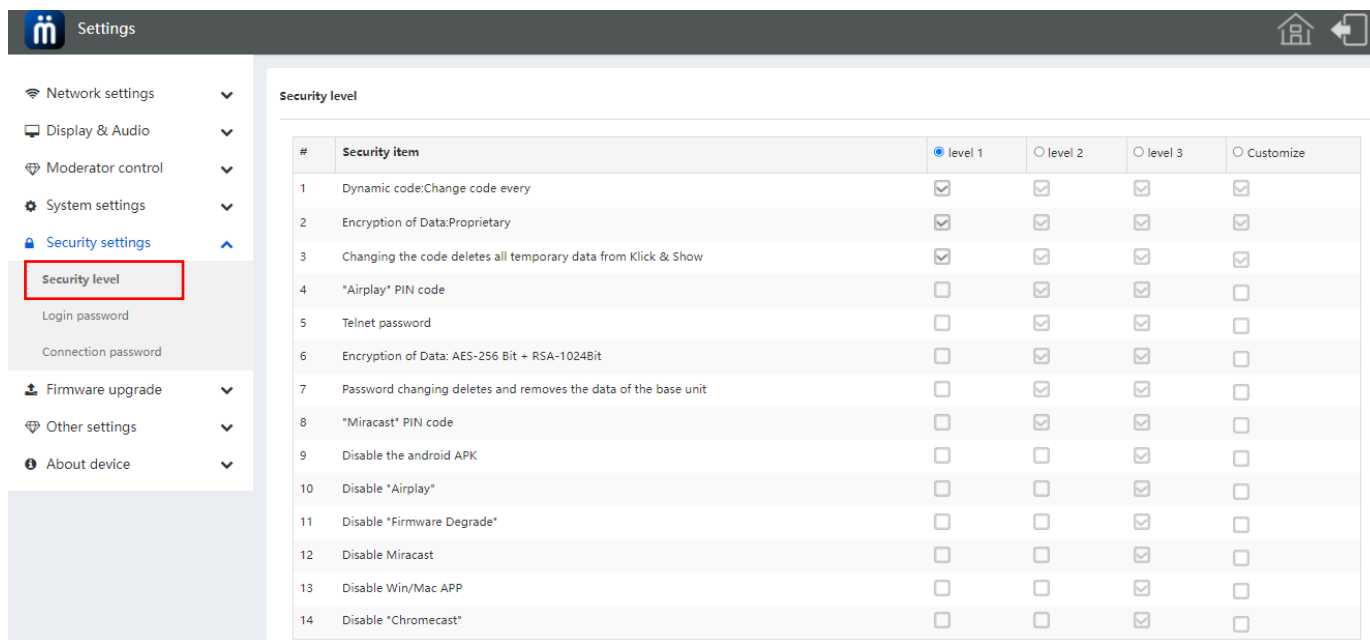 Settings
Network settings
Display & Audio
Moderator control
System settings
Security settings
Security level
Login password
Connection password
Firmware upgrade
Other settings
About device
Security level
# Security item level 1 level 2 level 3 Customize
1 Dynamic code:Change code every
2 Encryption of Data:Proprietary
3 Changing the code deletes all temporary data from Klick & Show
4 "Airplay" PIN code
5 Telnet password
6 Encryption of Data: AES-256 Bit + RSA-1024Bit
7 Password changing deletes and removes the data of the base unit
8 "Miracast" PIN code
9 Disable the android APK
10 Disable "Airplay"
11 Disable "Firmware Degrade"
12 Disable Miracast
13 Disable Win/Mac APP
14 Disable "Chromecast"